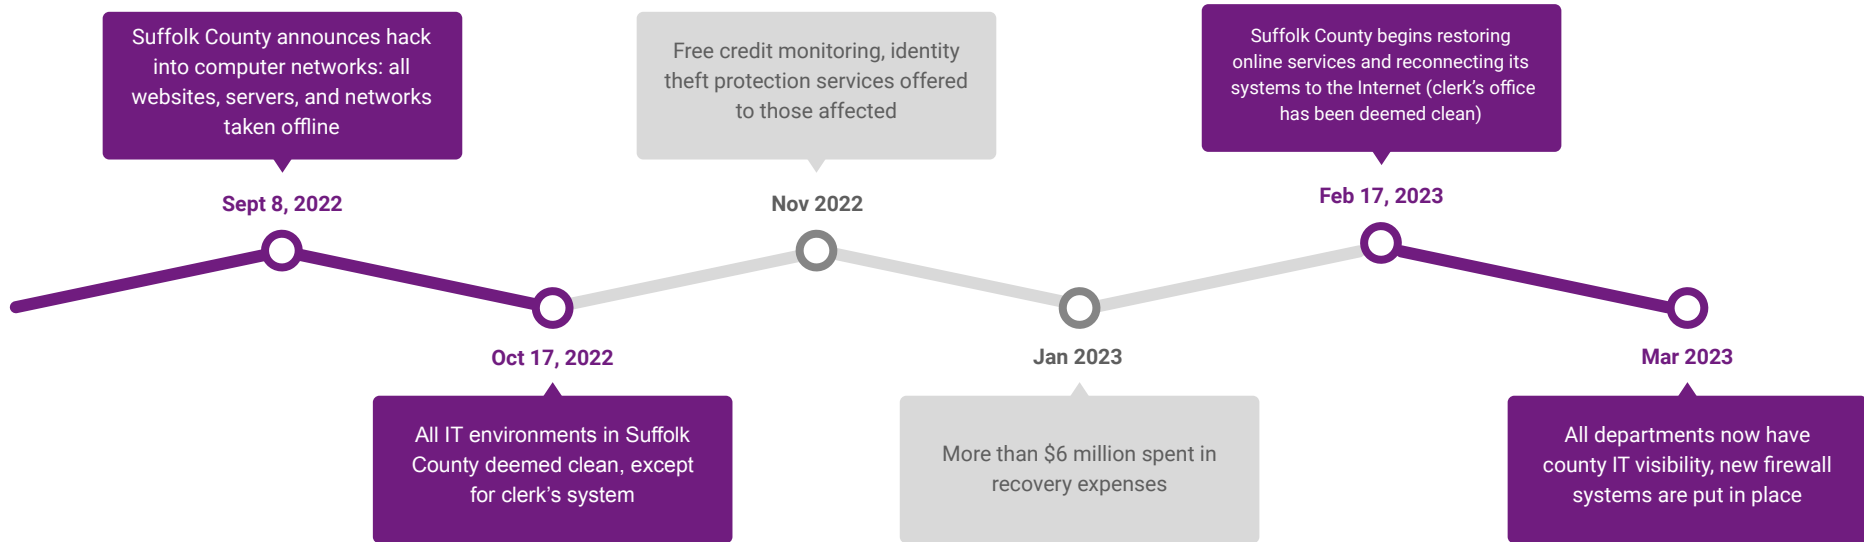 Suffolk County announces hack
into computer networks: all
websites, servers, and networks
taken offline
Sept 8, 2022
Oct 17, 2022
All IT environments in Suffolk
County deemed clean, except
for clerk's system
Free credit monitoring, identity
theft protection services offered
to those affected
Nov 2022
Jan 2023
More than $6 million spent in
recovery expenses
Suffolk County begins restoring
online services and reconnecting its
systems to the Internet (clerk's office
has been deemed clean)
Feb 17, 2023
Mar 2023
All departments now have
county IT visibility, new firewall
systems are put in place